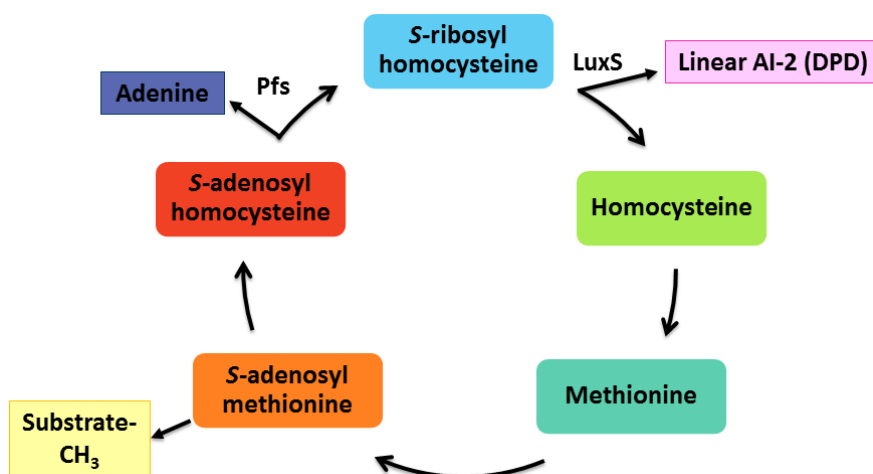 S-ribosyl
homocysteine
LuxS
Linear AI-2 (DPD)
Pfs
Adenine
S-adenosyl
homocysteine
Homocysteine
S-adenosyl
methionine
Methionine
Substrate-
CH₃